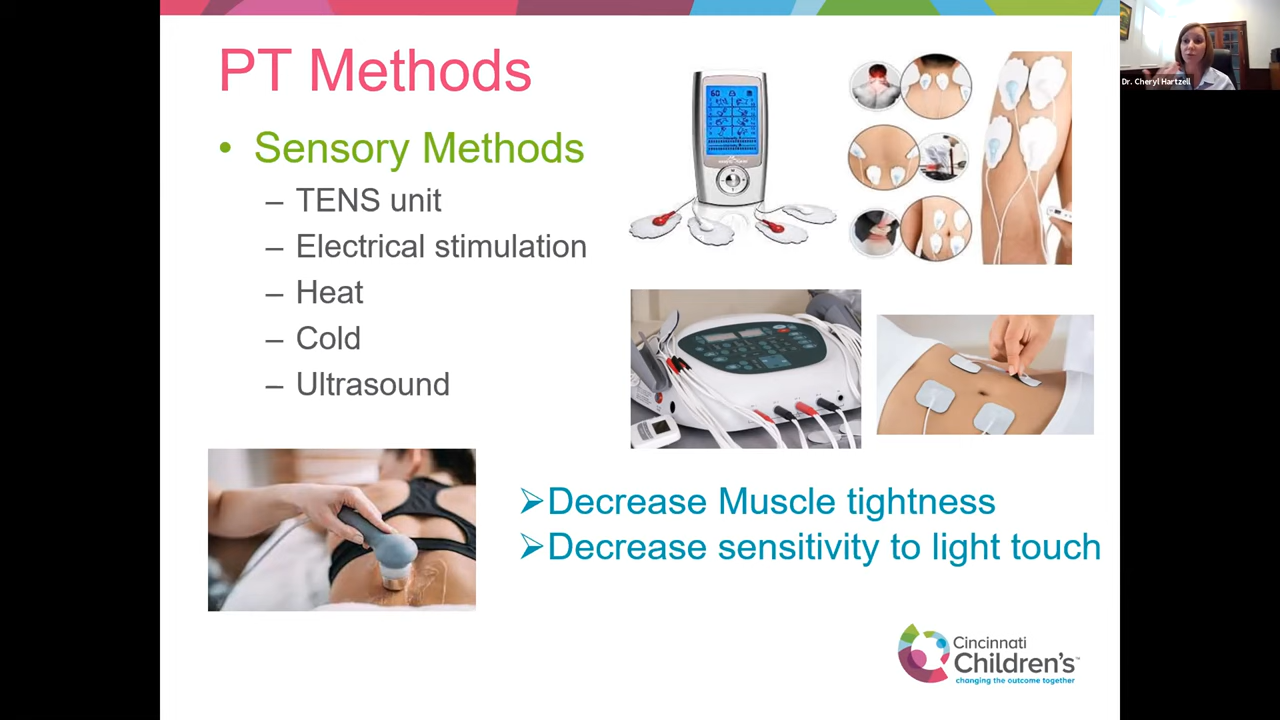 PT Methods
• Sensory Methods
– TENS unit
– Electrical stimulation
– Heat
– Cold
– Ultrasound
➢Decrease Muscle tightness
➢Decrease sensitivity to light touch
Cincinnati
Children's™
changing the outcome together
Dr. Cheryl Hartzell